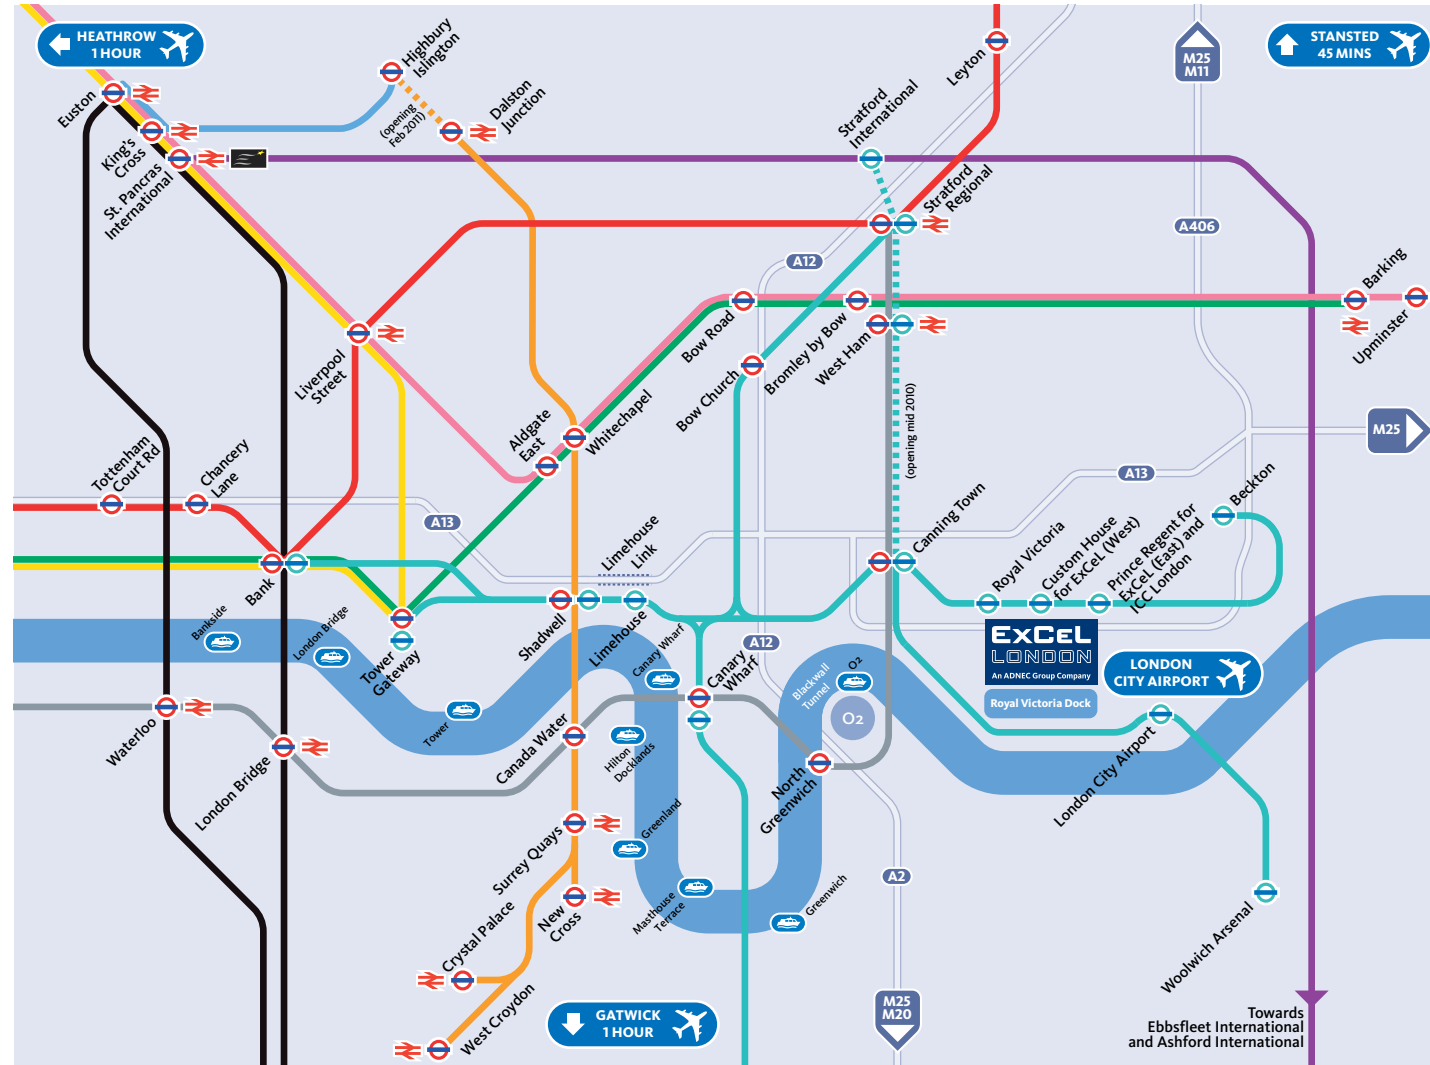 HEATHROW
1 HOUR
STANSTED
45 MINS
M25
M11
Highbury
Islington
(opening
Feb 2011)
Dalston
Junction
Leyton
Euston
King's
Cross
St. Pancras
International
Stratford
International
Stratford
Regional
A406
A12
Barking
Upminster
Liverpool
Street
Bow Road
Bromley by Bow
West Ham
Bow Church
(opening mid 2010)
M25
Aldgate
East
Whitechapel
Tottenham
Court Rd
Chancery
Lane
A13
A13
Beckton
Limehouse
Link
Canning Town
Royal Victoria
Custom House
for ExCeL (West)
Prince Regent for
ExCeL (East) and
ICC London
Bank
Bankside
London Bridge
Tower
Gateway
Shadwell
Limehouse
Canary Wharf
Canary
Wharf
A12
Blackwall
Tunnel
O2
O2
ExCeL
LONDON
An ADNEC Group Company
Royal Victoria Dock
LONDON
CITY AIRPORT
Waterloo
London Bridge
Tower
Canada Water
Hilton
Docklands
North
Greenwich
London City Airport
Surrey Quays
Greenland
A2
New
Cross
Masthouse
Terrace
Greenwich
Crystal Palace
West Croydon
Woolwich Arsenal
GATWICK
1 HOUR
M25
M20
Towards
Ebbsfleet International
and Ashford International